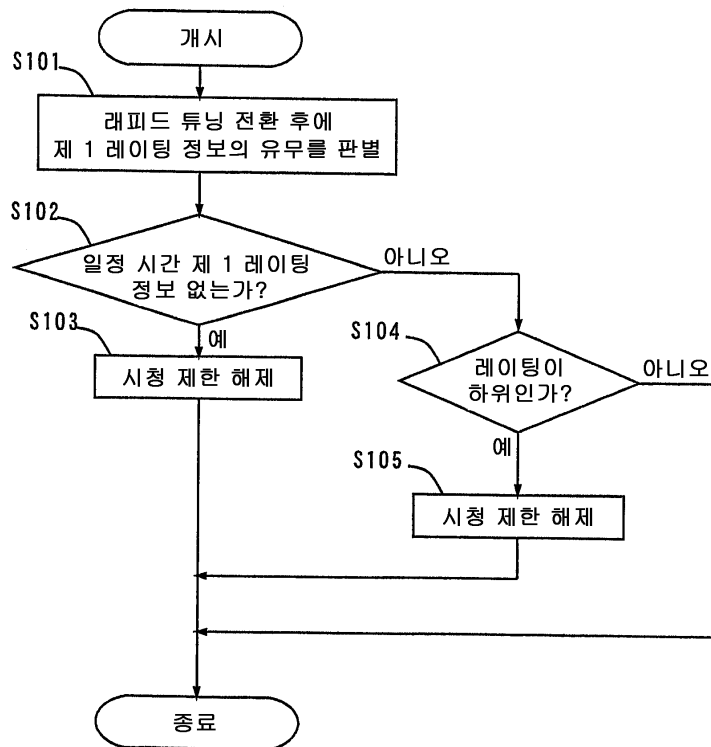 개시
S101
래피드 튜닝 전환 후에
제 1 레이팅 정보의 유무를 판별
S102
일정 시간 제 1 레이팅
정보 없는가?
아니오
S103
예
시청 제한 해제
S104
레이팅이
하위인가?
아니오
예
S105
시청 제한 해제
종료